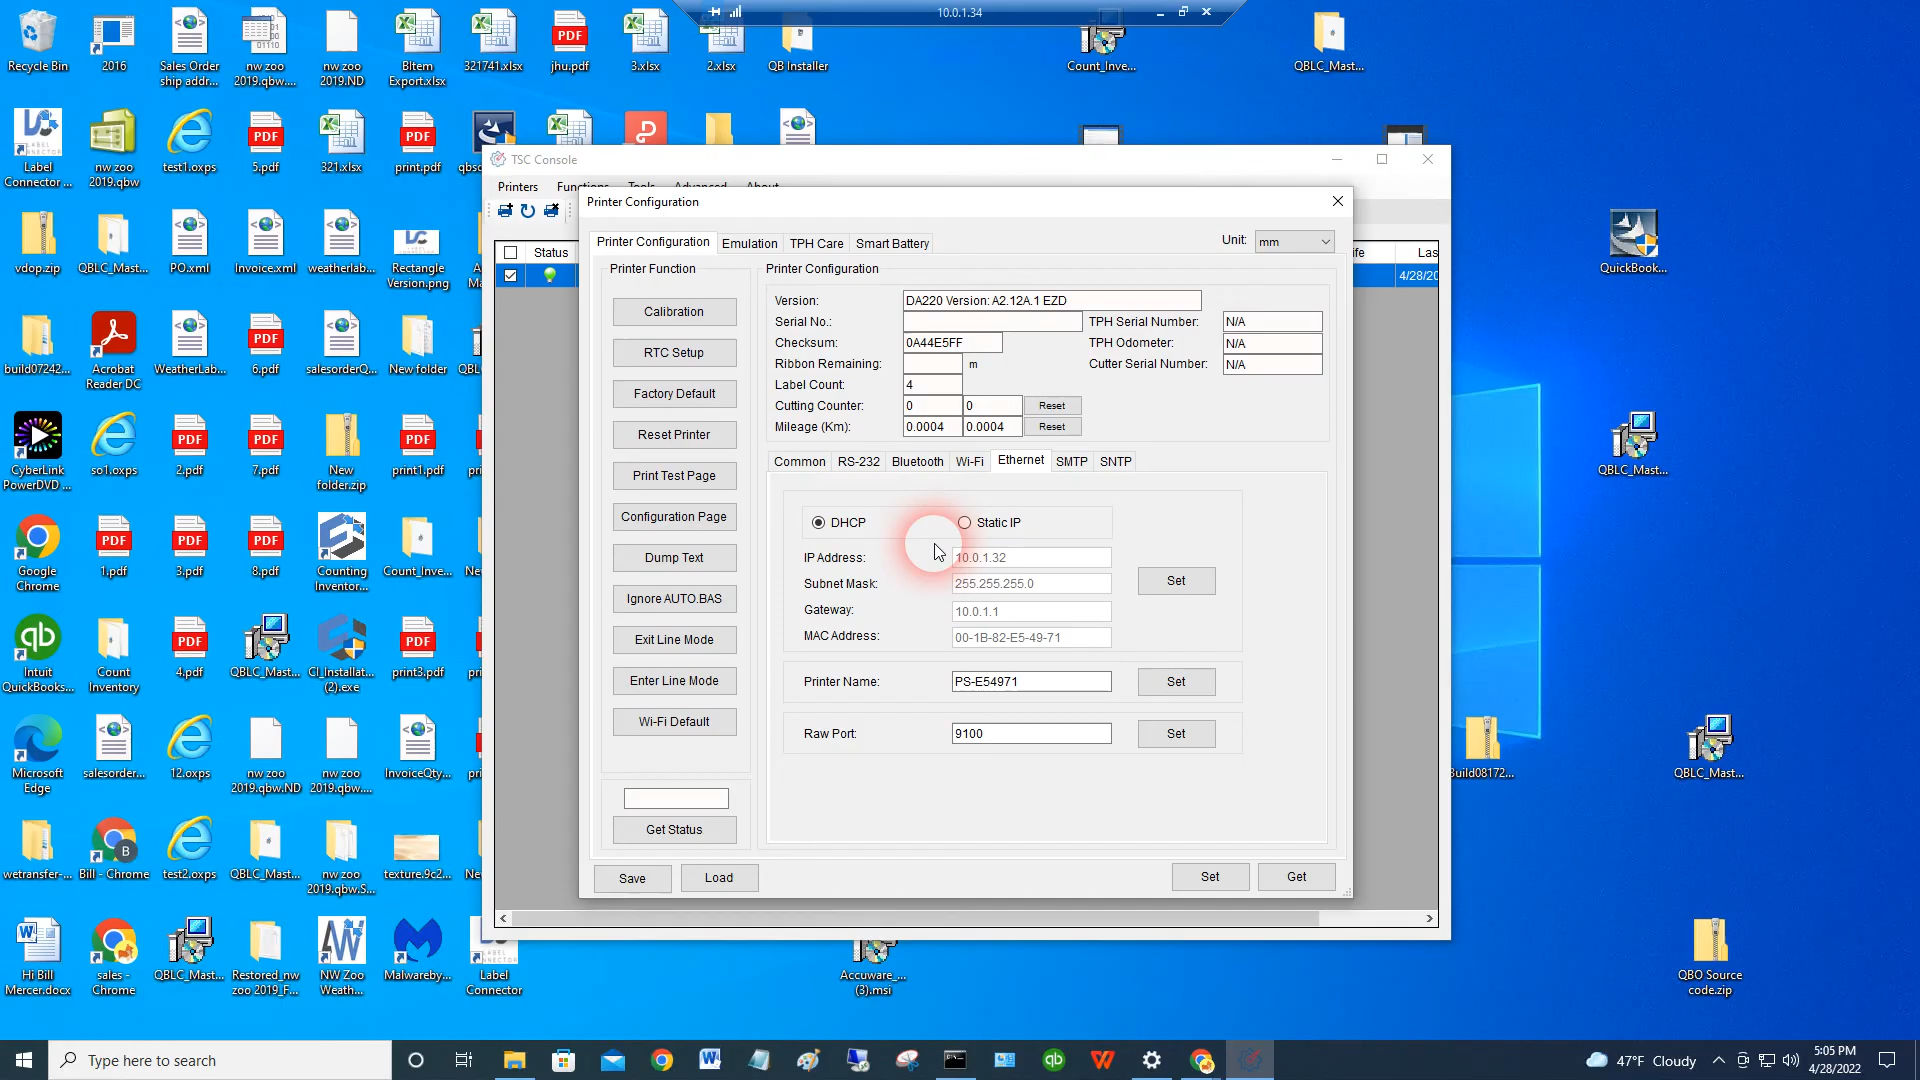 10.0.1.34
Recycle Bin
2016
Sales Order
ship addr...
nw zoo
2019.qbw....
nw zoo
2019.ND
BItem
Export.xlsx
321741.xlsx
jhu.pdf
3.xlsx
2.xlsx
QB Installer
Count_Inve...
QBLC_Mast...
Label
Connector ...
nw zoo
2019.qbw
test1.oxps
5.pdf
321.xlsx
print.pdf
vdop.zip
QBLC_Mast...
PO.xml
Invoice.xml
weatherlab...
Rectangle
Version.png
QuickBook...
build07242...
Acrobat
Reader DC
WeatherLab...
6.pdf
salesorderQ...
New folder
CyberLink
PowerDVD ...
so1.oxps
2.pdf
7.pdf
New
folder.zip
print1.pdf
QBLC_Mast...
Google
Chrome
1.pdf
3.pdf
8.pdf
Counting
Inventor...
Count_Inve...
Intuit
QuickBooks...
Count
Inventory
4.pdf
QBLC_Mast...
CI_Installat...
(2).exe
print3.pdf
Microsoft
Edge
salesorder...
12.oxps
nw zoo
2019.qbw.ND
nw zoo
2019.qbw....
InvoiceQty...
Build08172...
QBLC_Mast...
wetransfer-...
Bill - Chrome
test2.oxps
QBLC_Mast...
nw zoo
2019.qbw.S...
texture.9c2...
Hi Bill
Mercer.docx
sales -
Chrome
QBLC_Mast...
Restored_nw
zoo 2019_F...
NW Zoo
Weath...
Malwareby...
Label
Connector
Accuware_...
(3).msi
QBO Source
code.zip
TSC Console
Printers
Functions
Tools
Advanced
About
Status
Las
4/28/20
Printer Configuration
Printer Configuration
Emulation
TPH Care
Smart Battery
Unit:
mm
Printer Function
Calibration
RTC Setup
Factory Default
Reset Printer
Print Test Page
Configuration Page
Dump Text
Ignore AUTO.BAS
Exit Line Mode
Enter Line Mode
Wi-Fi Default
Get Status
Printer Configuration
Version:
DA220 Version: A2.12A.1 EZD
Serial No.:
TPH Serial Number:
N/A
Checksum:
0A44E5FF
TPH Odometer:
N/A
Ribbon Remaining:
m
Cutter Serial Number:
N/A
Label Count:
4
Cutting Counter:
0
0
Reset
Mileage (Km):
0.0004
0.0004
Reset
Common
RS-232
Bluetooth
Wi-Fi
Ethernet
SMTP
SNTP
DHCP
Static IP
IP Address:
10.0.1.32
Subnet Mask:
255.255.255.0
Set
Gateway:
10.0.1.1
MAC Address:
00-1B-82-E5-49-71
Printer Name:
PS-E54971
Set
Raw Port:
9100
Set
Save
Load
Set
Get
Type here to search
47°F Cloudy
5:05 PM
4/28/2022